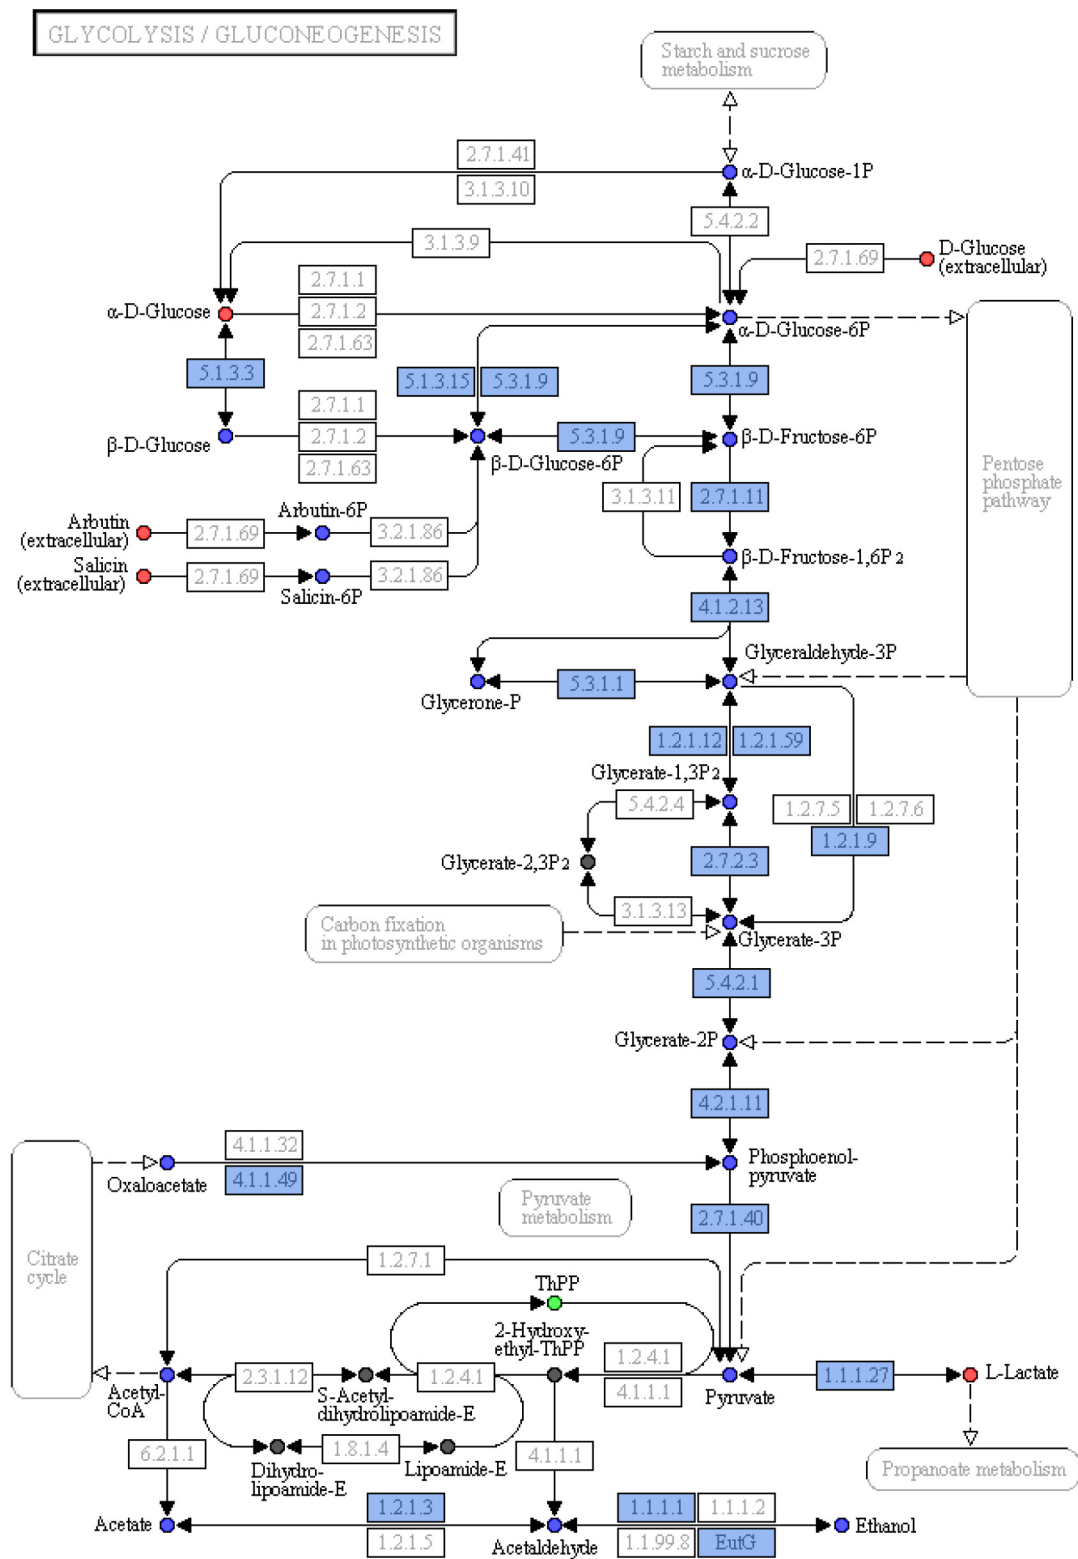 GLYCOLYSIS / GLUCONEOGENESIS
Starch and sucrose
metabolism
2.7.1.41
3.1.3.10
α-D-Glucose-1P
5.4.2.2
3.1.3.9
2.7.1.69
D-Glucose
(extracellular)
2.7.1.1
α-D-Glucose
2.7.1.2
2.7.1.63
α-D-Glucose-6P
5.1.3.3
5.1.3.15
5.3.1.9
5.3.1.9
2.7.1.1
β-D-Glucose
2.7.1.2
2.7.1.63
β-D-Glucose-6P
5.3.1.9
β-D-Fructose-6P
Pentose
phosphate
pathway
3.1.3.11
2.7.1.11
Arbutin
(extracellular)
2.7.1.69
Arbutin-6P
3.2.1.86
Salicin
(extracellular)
2.7.1.69
Salicin-6P
3.2.1.86
β-D-Fructose-1,6P2
4.1.2.13
Glyceraldehyde-3P
Glycerone-P
5.3.1.1
1.2.1.12
1.2.1.59
Glycerate-1,3P2
5.4.2.4
1.2.7.5
1.2.7.6
1.2.1.9
Glycerate-2,3P2
2.7.2.3
3.1.3.13
Carbon fixation
in photosynthetic organisms
Glycerate-3P
5.4.2.1
Glycerate-2P
4.2.1.11
4.1.1.32
Oxaloacetate
4.1.1.49
Phosphoenol-
pyruvate
Pyruvate
metabolism
2.7.1.40
Citrate
cycle
1.2.7.1
ThPP
2-Hydroxy-
ethyl-ThPP
1.2.4.1
4.1.1.1
Acetyl-
CoA
2.3.1.12
S-Acetyl-
dihydrolipoamide-E
1.2.4.1
Pyruvate
1.1.1.27
L-Lactate
6.2.1.1
Dihydro-
lipoamide-E
1.8.1.4
Lipoamide-E
4.1.1.1
Propanoate metabolism
Acetate
1.2.1.3
1.2.1.5
Acetaldehyde
1.1.1.1
1.1.1.2
1.1.99.8
EutG
Ethanol